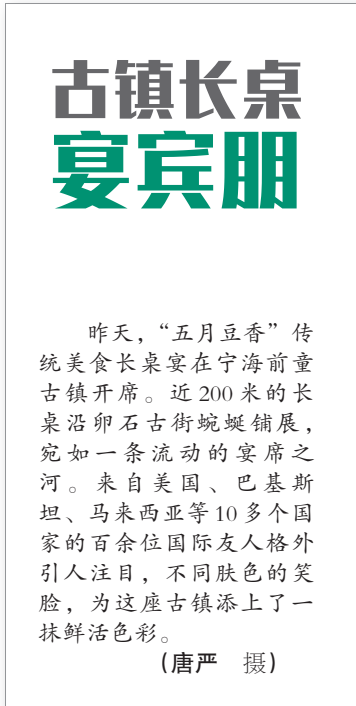 古镇长桌
宴宾朋
昨天，“五月豆香”传
统美食长桌宴在宁海前童
古镇开席。近200米的长
桌沿卵石古街蜿蜒铺展，
宛如一条流动的宴席之
河。来自美国、巴基斯
坦、马来西亚等10多个国
家的百余位国际友人格外
引人注目，不同肤色的笑
脸，为这座古镇添上了一
抹鲜活色彩。
（唐严　摄）